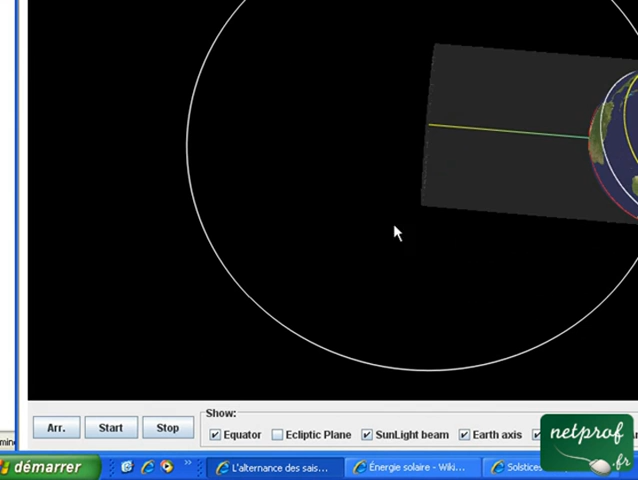 Show:
Arr. Start Stop
Equator Ecliptic Plane SunLight beam Earth axis
netprof
.fr
démarrer
L'alternance des sais...
Énergie solaire - Wiki...
Solstices